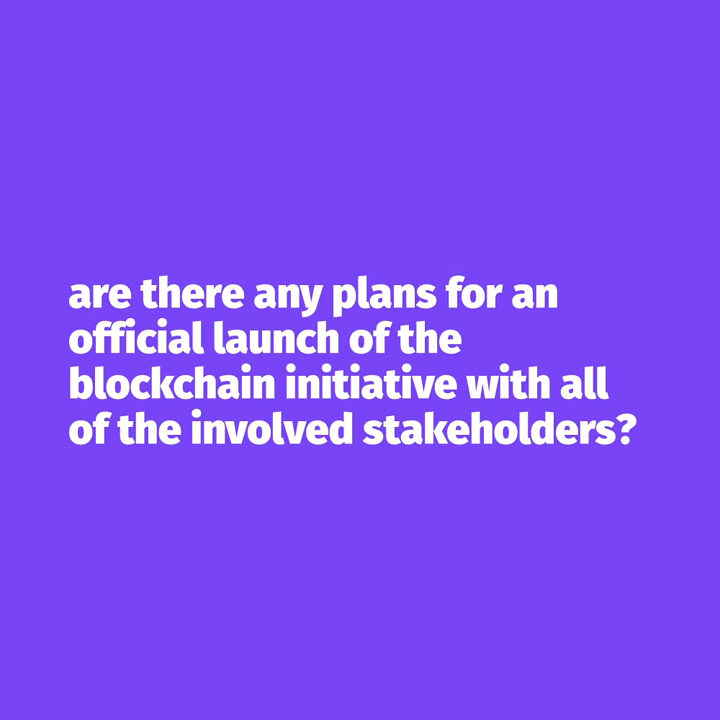 are there any plans for an
official launch of the
blockchain initiative with all
of the involved stakeholders?